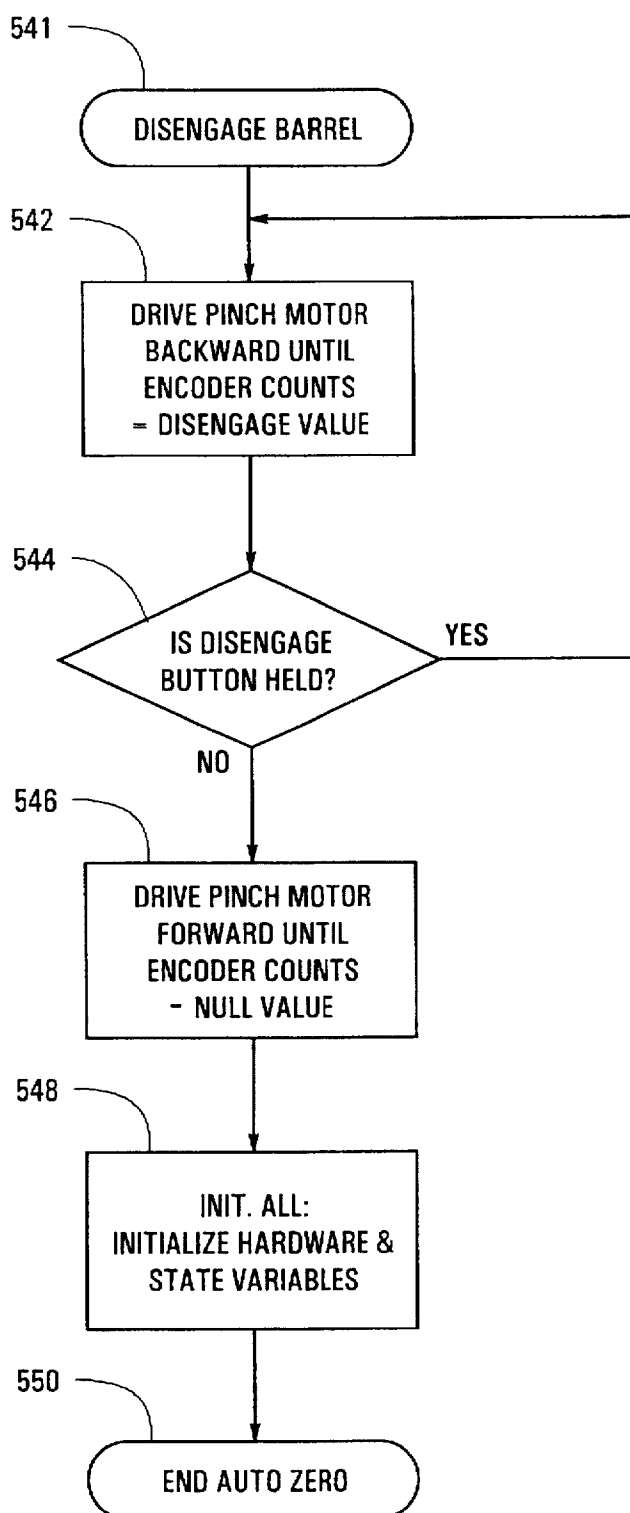 541
DISENGAGE BARREL
542
DRIVE PINCH MOTOR
BACKWARD UNTIL
ENCODER COUNTS
= DISENGAGE VALUE
544
IS DISENGAGE
BUTTON HELD?
YES
NO
546
DRIVE PINCH MOTOR
FORWARD UNTIL
ENCODER COUNTS
- NULL VALUE
548
INIT. ALL:
INITIALIZE HARDWARE &
STATE VARIABLES
550
END AUTO ZERO